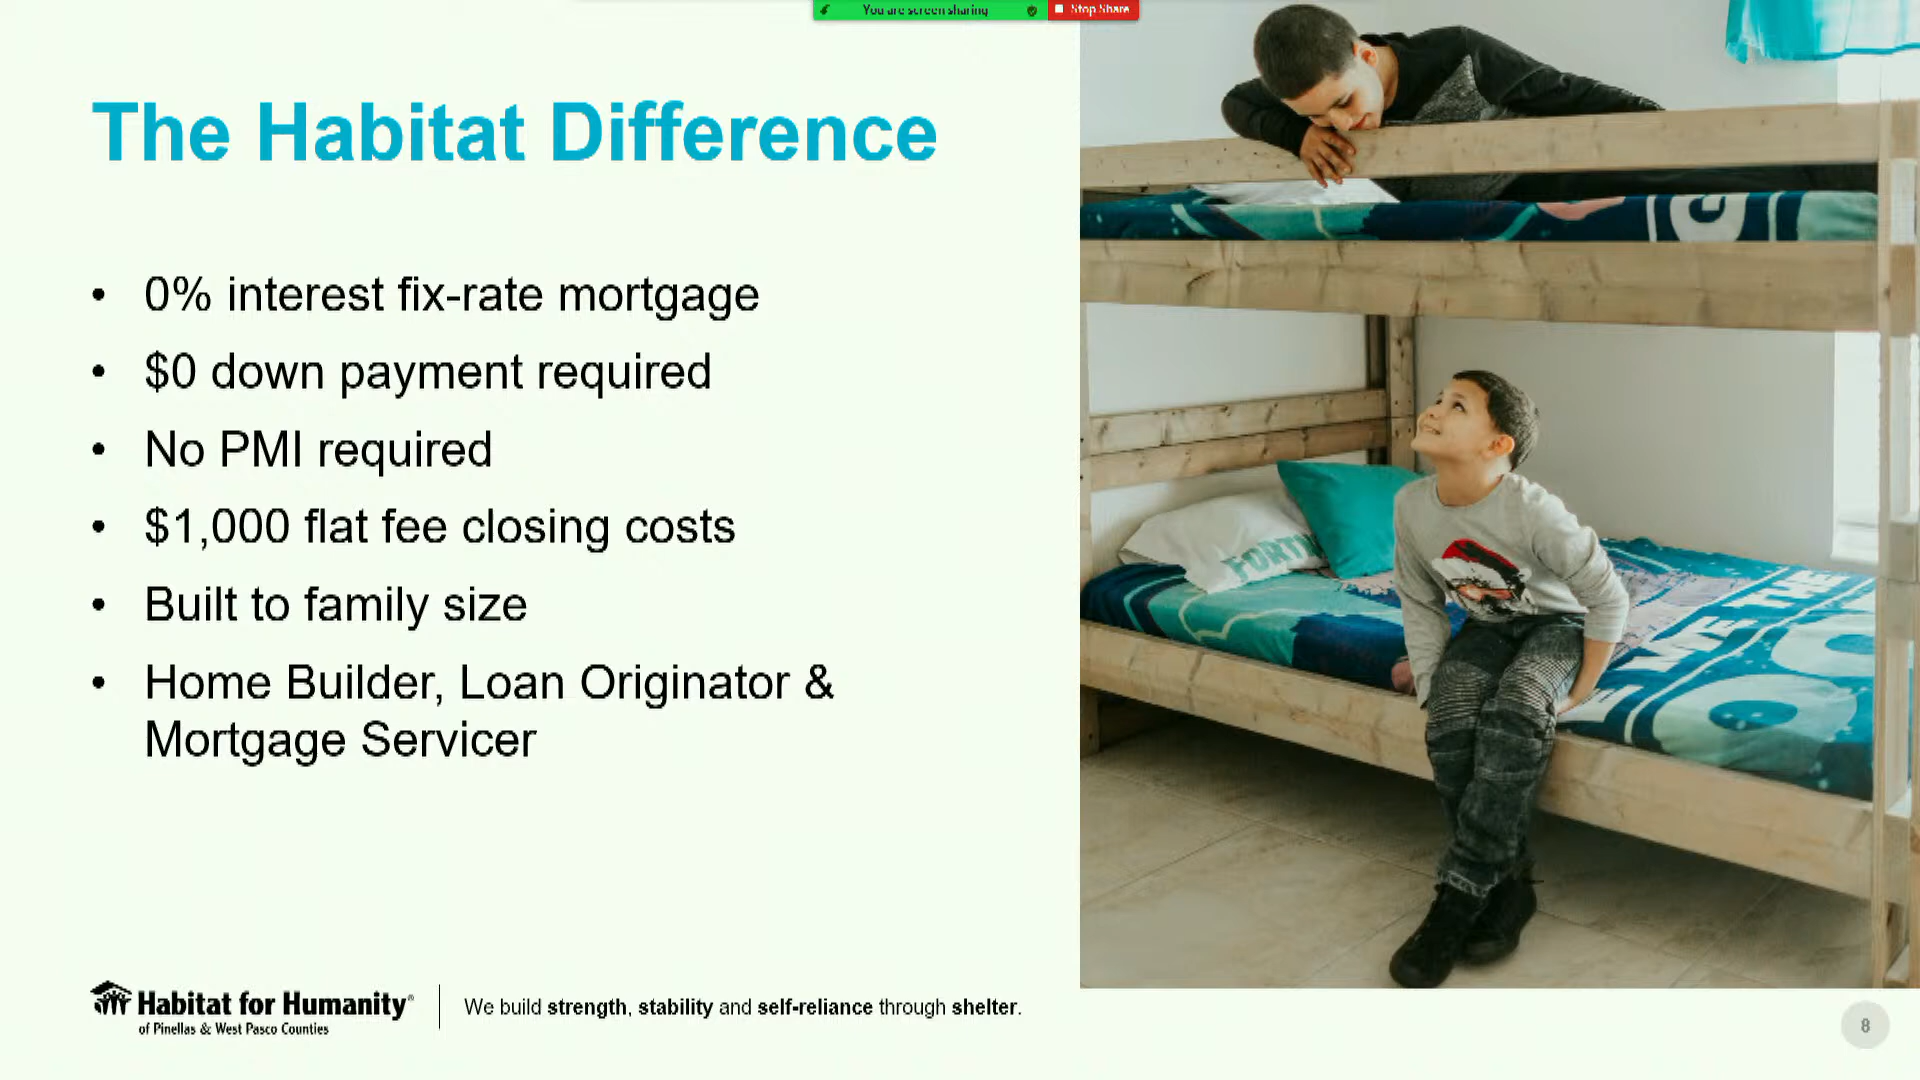 You are screen sharing
Stop Share
The Habitat Difference
• 0% interest fix-rate mortgage
• $0 down payment required
• No PMI required
• $1,000 flat fee closing costs
• Built to family size
• Home Builder, Loan Originator &
Mortgage Servicer
FORTN
Habitat for Humanity®
of Pinellas & West Pasco Counties
We build strength, stability and self-reliance through shelter.
8